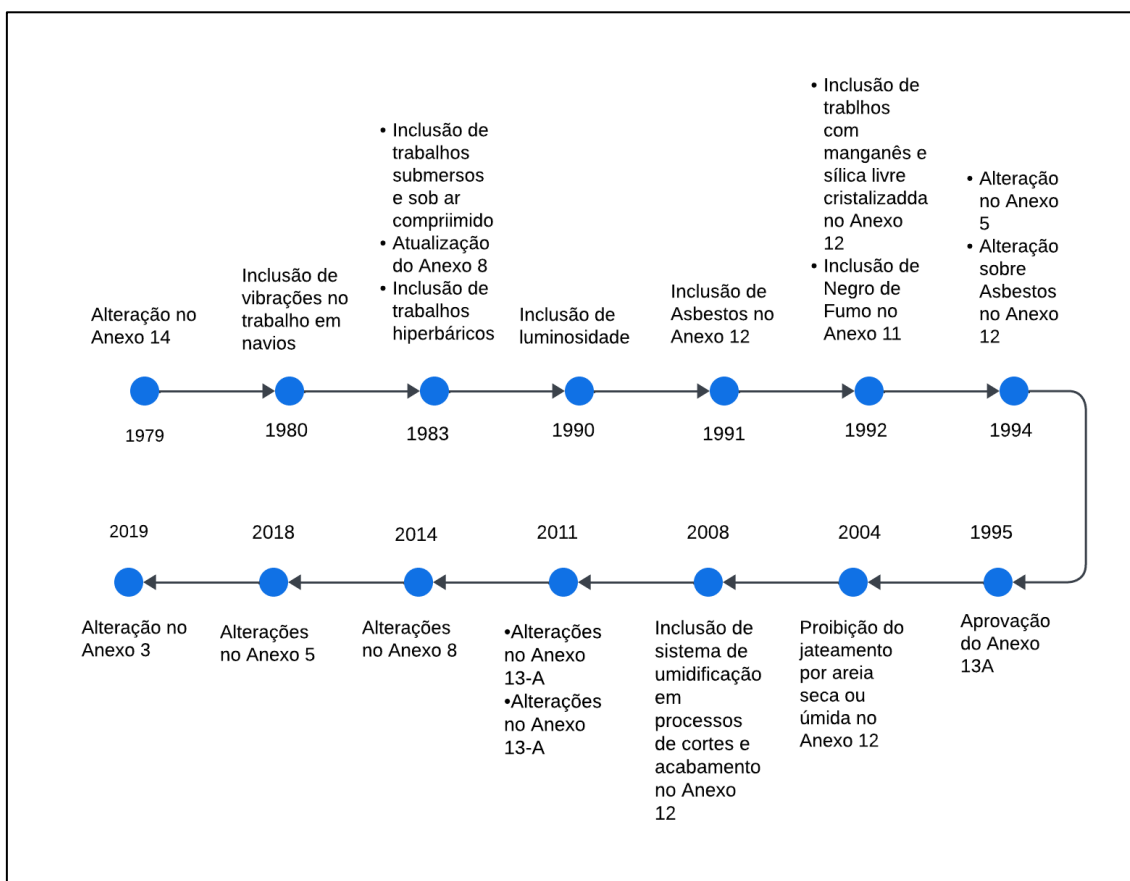 Alteração no
Anexo 14
1979
Inclusão de
vibrações no
trabalho em
navios
1980
• Inclusão de
trabalhos
submersos
e sob ar
compriimido
• Atualização
do Anexo 8
• Inclusão de
trabalhos
hiperbáricos
1983
Inclusão de
luminosidade
1990
Inclusão de
Asbestos no
Anexo 12
1991
• Inclusão de
trablhos
com
manganês e
sílica livre
cristalizadda
no Anexo
12
• Inclusão de
Negro de
Fumo no
Anexo 11
1992
• Alteração
no Anexo
5
• Alteração
sobre
Asbestos
no Anexo
12
1994
1995
Aprovação
do Anexo
13A
2004
Proibição do
jateamento
por areia
seca ou
úmida no
Anexo 12
2008
Inclusão de
sistema de
umidificação
em
processos
de cortes e
acabamento
no Anexo
12
2011
•Alterações
no Anexo
13-A
•Alterações
no Anexo
13-A
2014
Alterações
no Anexo 8
2018
Alterações
no Anexo 5
2019
Alteração no
Anexo 3